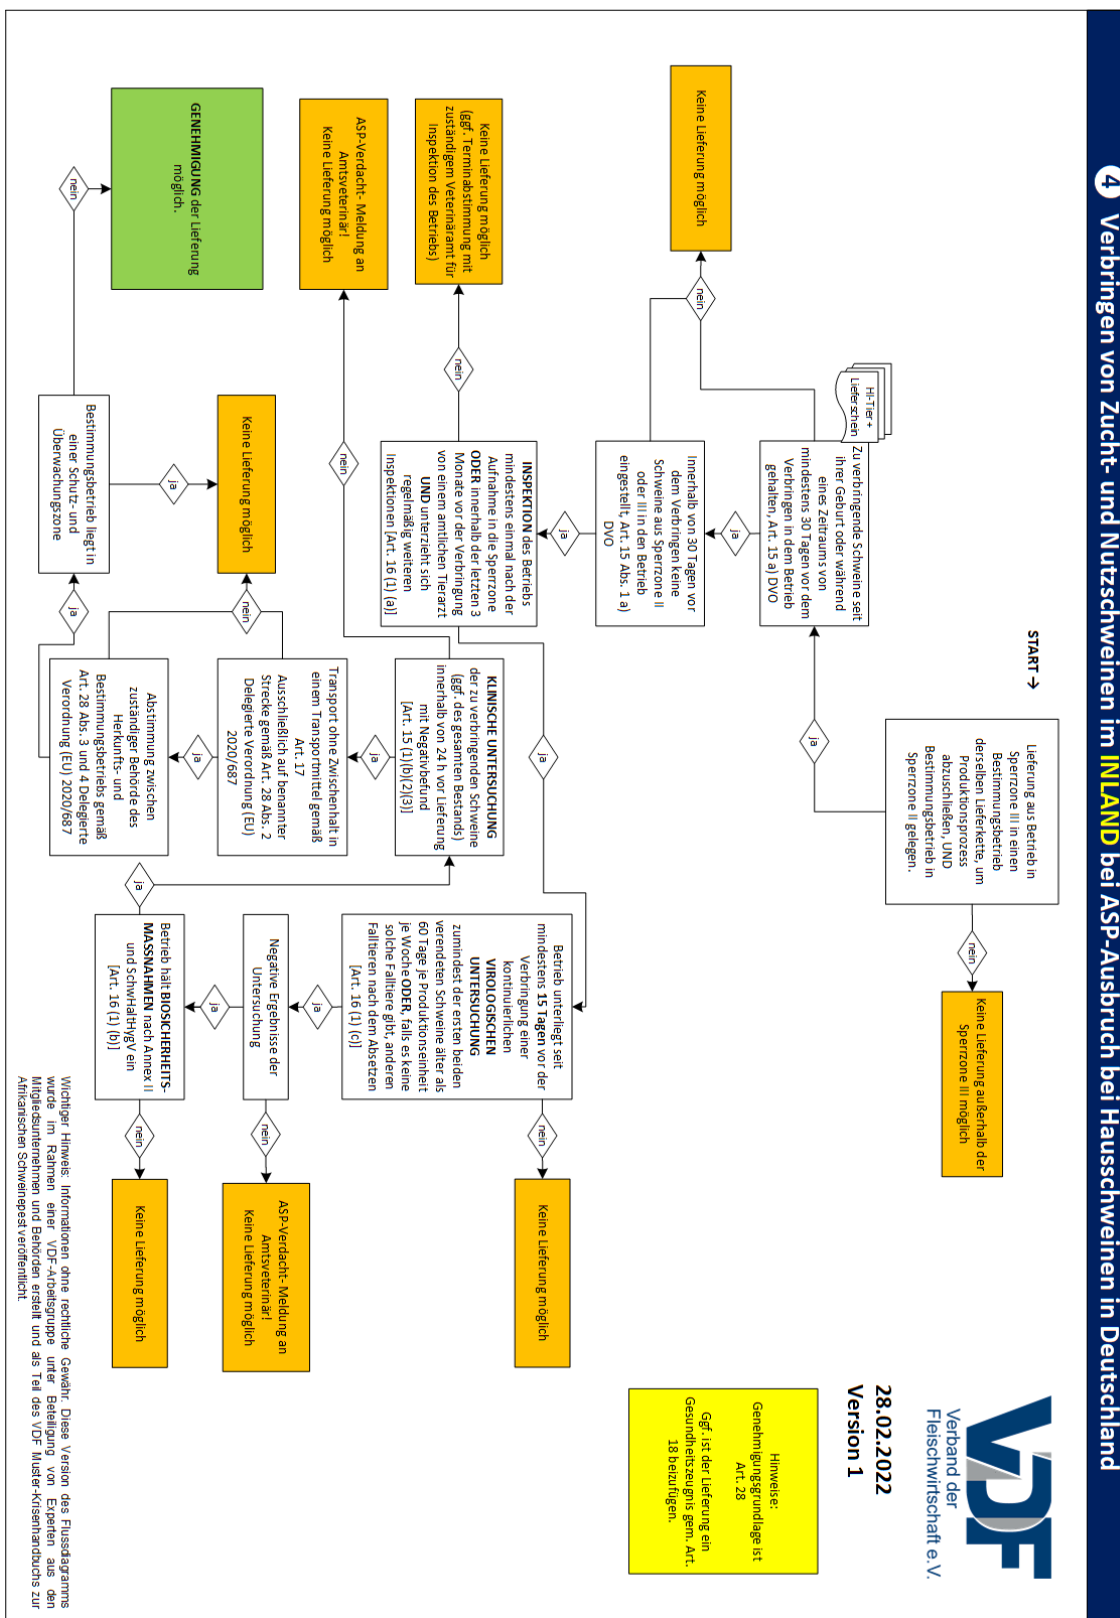 4 Verbringen von Zucht- und Nutzschweinen im INLAND bei ASP-Ausbruch bei Hausschweinen in Deutschland
VDF
Verband der
Fleischwirtschaft e.V.
28.02.2022
Version 1
START →
Lieferung aus Betrieb in
Sperrzone III in einen
Bestimmungsbetrieb
derselben Lieferkette, um
Produktionsprozess
abzuschließen, UND
Bestimmungsbetrieb in
Sperrzone II gelegen.
nein
Keine Lieferung außerhalb der
Sperrzone III möglich
ja
HI-Tier +
Lieferschein
Zu verbringende Schweine seit
ihrer Geburt oder während
eines Zeitraums von
mindestens 30 Tagen vor dem
Verbringen in dem Betrieb
gehalten, Art. 15 a) DVO
nein
Keine Lieferung möglich
ja
Innerhalb von 30 Tagen vor
dem Verbringen keine
Schweine aus Sperrzone II
oder III in den Betrieb
eingestellt, Art. 15 Abs. 1 a)
DVO
ja
INSPEKTION des Betriebs
mindestens einmal nach der
Aufnahme in die Sperrzone
ODER innerhalb der letzten 3
Monate vor der Verbringung
von einem amtlichen Tierarzt
UND unterzieht sich
regelmäßig weiteren
Inspektionen [Art. 16 (1) (a)]
nein
Keine Lieferung möglich
(ggf. Terminabstimmung mit
zuständigem Veterinäramt für
Inspektion des Betriebs)
ja
Betrieb unterliegt seit
mindestens 15 Tagen vor der
Verbringung einer
kontinuierlichen
VIROLOGISCHEN
UNTERSUCHUNG
zumindest der ersten beiden
verendeten Schweine älter als
60 Tage je Produktionseinheit
je Woche ODER, falls es keine
solche Falltiere gibt, anderen
Falltieren nach dem Absetzen
[Art. 16 (1) (c)]
nein
Keine Lieferung möglich
ja
Negative Ergebnisse der
Untersuchung
nein
ASP-Verdacht- Meldung an
Amtsveterinär!
Keine Lieferung möglich
ja
Betrieb hält BIOSICHERHEITS-
MASSNAHMEN nach Annex II
und SchwHaltHygV ein
[Art. 16 (1) (b)]
nein
Keine Lieferung möglich
ja
KLINISCHE UNTERSUCHUNG
der zu verbringenden Schweine
(ggf. des gesamten Bestands)
innerhalb von 24 h vor Lieferung
mit Negativbefund
[Art. 15 (1)(b)(2)(3)]
nein
ASP-Verdacht- Meldung an
Amtsveterinär!
Keine Lieferung möglich
ja
Transport ohne Zwischenhalt in
einem Transportmittel gemäß
Art. 17
Ausschließlich auf benannter
Strecke gemäß Art. 28 Abs. 2
Delegierte Verordnung (EU)
2020/687
nein
Keine Lieferung möglich
ja
Abstimmung zwischen
zuständiger Behörde des
Herkunfts- und
Bestimmungsbetriebs gemäß
Art. 28 Abs. 3 und 4 Delegierte
Verordnung (EU) 2020/687
ja
Bestimmungsbetrieb liegt in
einer Schutz- und
Überwachungszone
ja
nein
GENEHMIGUNG der Lieferung
möglich.
Hinweise:
Genehmigungsgrundlage ist
Art. 28
Ggf. ist der Lieferung ein
Gesundheitszeugnis gem. Art.
18 beizufügen.
Wichtiger Hinweis: Informationen ohne rechtliche Gewähr. Diese Version des Flussdiagramms
wurde im Rahmen einer VDF-Arbeitsgruppe unter Beteiligung von Experten aus den
Mitgliedsunternehmen und Behörden erstellt und als Teil des VDF Muster-Krisenhandbuchs zur
Afrikanischen Schweinepest veröffentlicht.